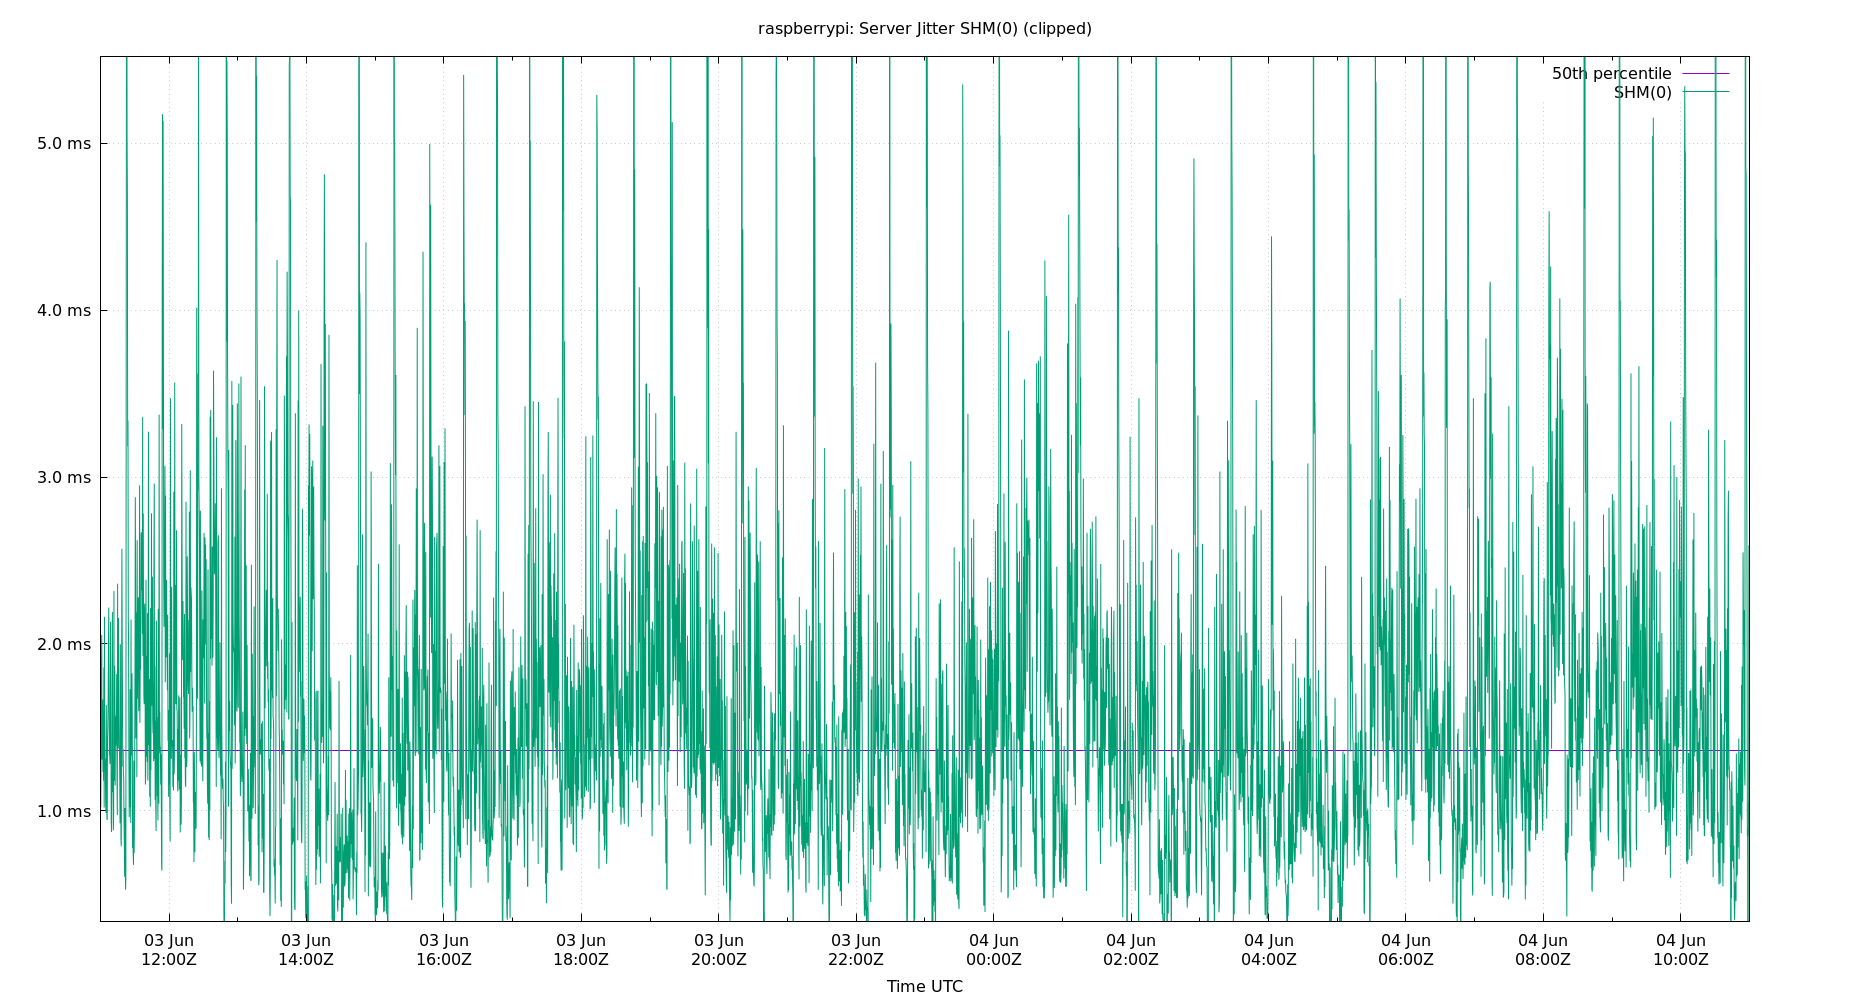 raspberrypi: Server Jitter SHM(0) (clipped)
50th percentile
SHM(0)
5.0 ms
4.0 ms
3.0 ms
2.0 ms
1.0 ms
03 Jun 03 Jun 03 Jun 03 Jun 03 Jun 03 Jun 04 Jun 04 Jun 04 Jun 04 Jun 04 Jun 04 Jun
12:00Z 14:00Z 16:00Z 18:00Z 20:00Z 22:00Z 00:00Z 02:00Z 04:00Z 06:00Z 08:00Z 10:00Z
Time UTC